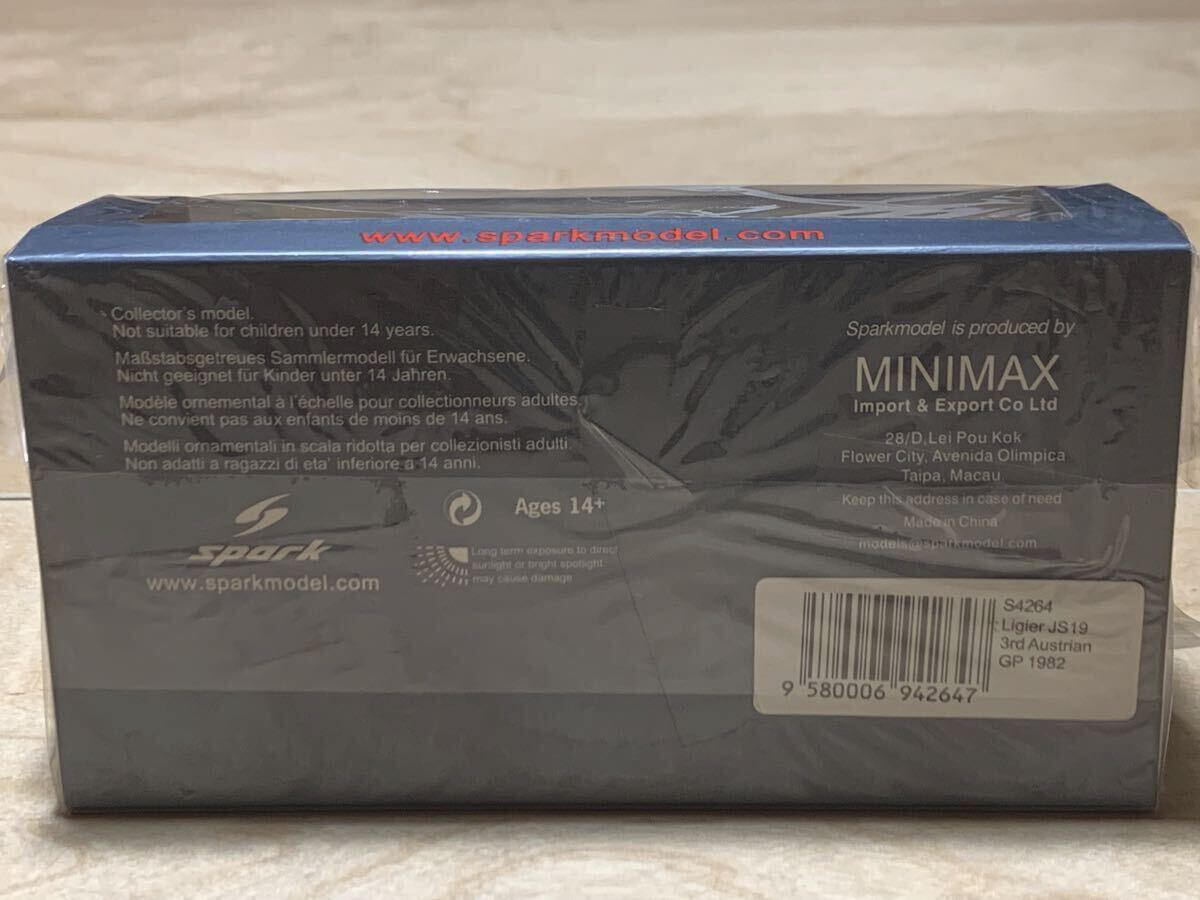 www.sparkmodel.com
Collector's model.
Not suitable for children under 14 years.
Maßstabsgetreues Sammlermodell für Erwachsene.
Nicht geeignet für Kinder unter 14 Jahren.
Modèle ornemental à l'échelle pour collectionneurs adultes.
Ne convient pas aux enfants de moins de 14 ans.
Modelli ornamentali in scala ridotta per collezionisti adulti.
Non adatti a ragazzi di eta' inferiore a 14 anni.
spark
www.sparkmodel.com
Ages 14+
Long term exposure to direct
sunlight or bright spotlight
may cause damage
Sparkmodel is produced by
MINIMAX
Import & Export Co Ltd
28/D,Lei Pou Kok
Flower City, Avenida Olimpica
Taipa, Macau.
Keep this address in case of need
Made in China
models@sparkmodel.com
S4264
Ligier JS19
3rd Austrian
GP 1982
9 580006 942647